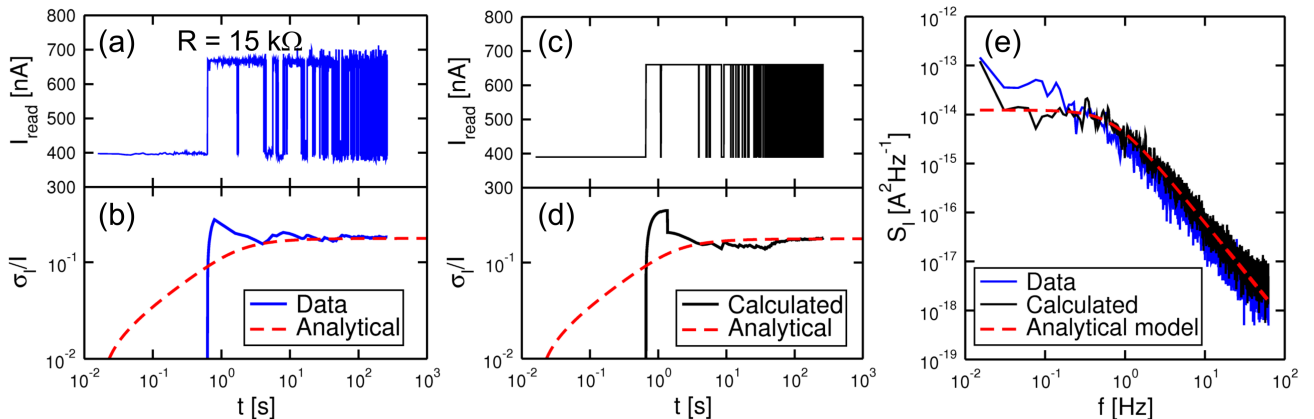 (a) R = 15 kΩ
I_read [nA]
700
600
500
400
300
(b)
σ_I/I
10^-1
10^-2
Data
Analytical
10^-2 10^-1 10^0 10^1 10^2 10^3
t [s]
(c)
I_read [nA]
700
600
500
400
300
(d)
σ_I/I
10^-1
10^-2
Calculated
Analytical
10^-2 10^-1 10^0 10^1 10^2 10^3
t [s]
(e)
S_I [A^2Hz^-1]
10^-12
10^-13
10^-14
10^-15
10^-16
10^-17
10^-18
10^-19
Data
Calculated
Analytical model
10^-2 10^-1 10^0 10^1 10^2
f [Hz]